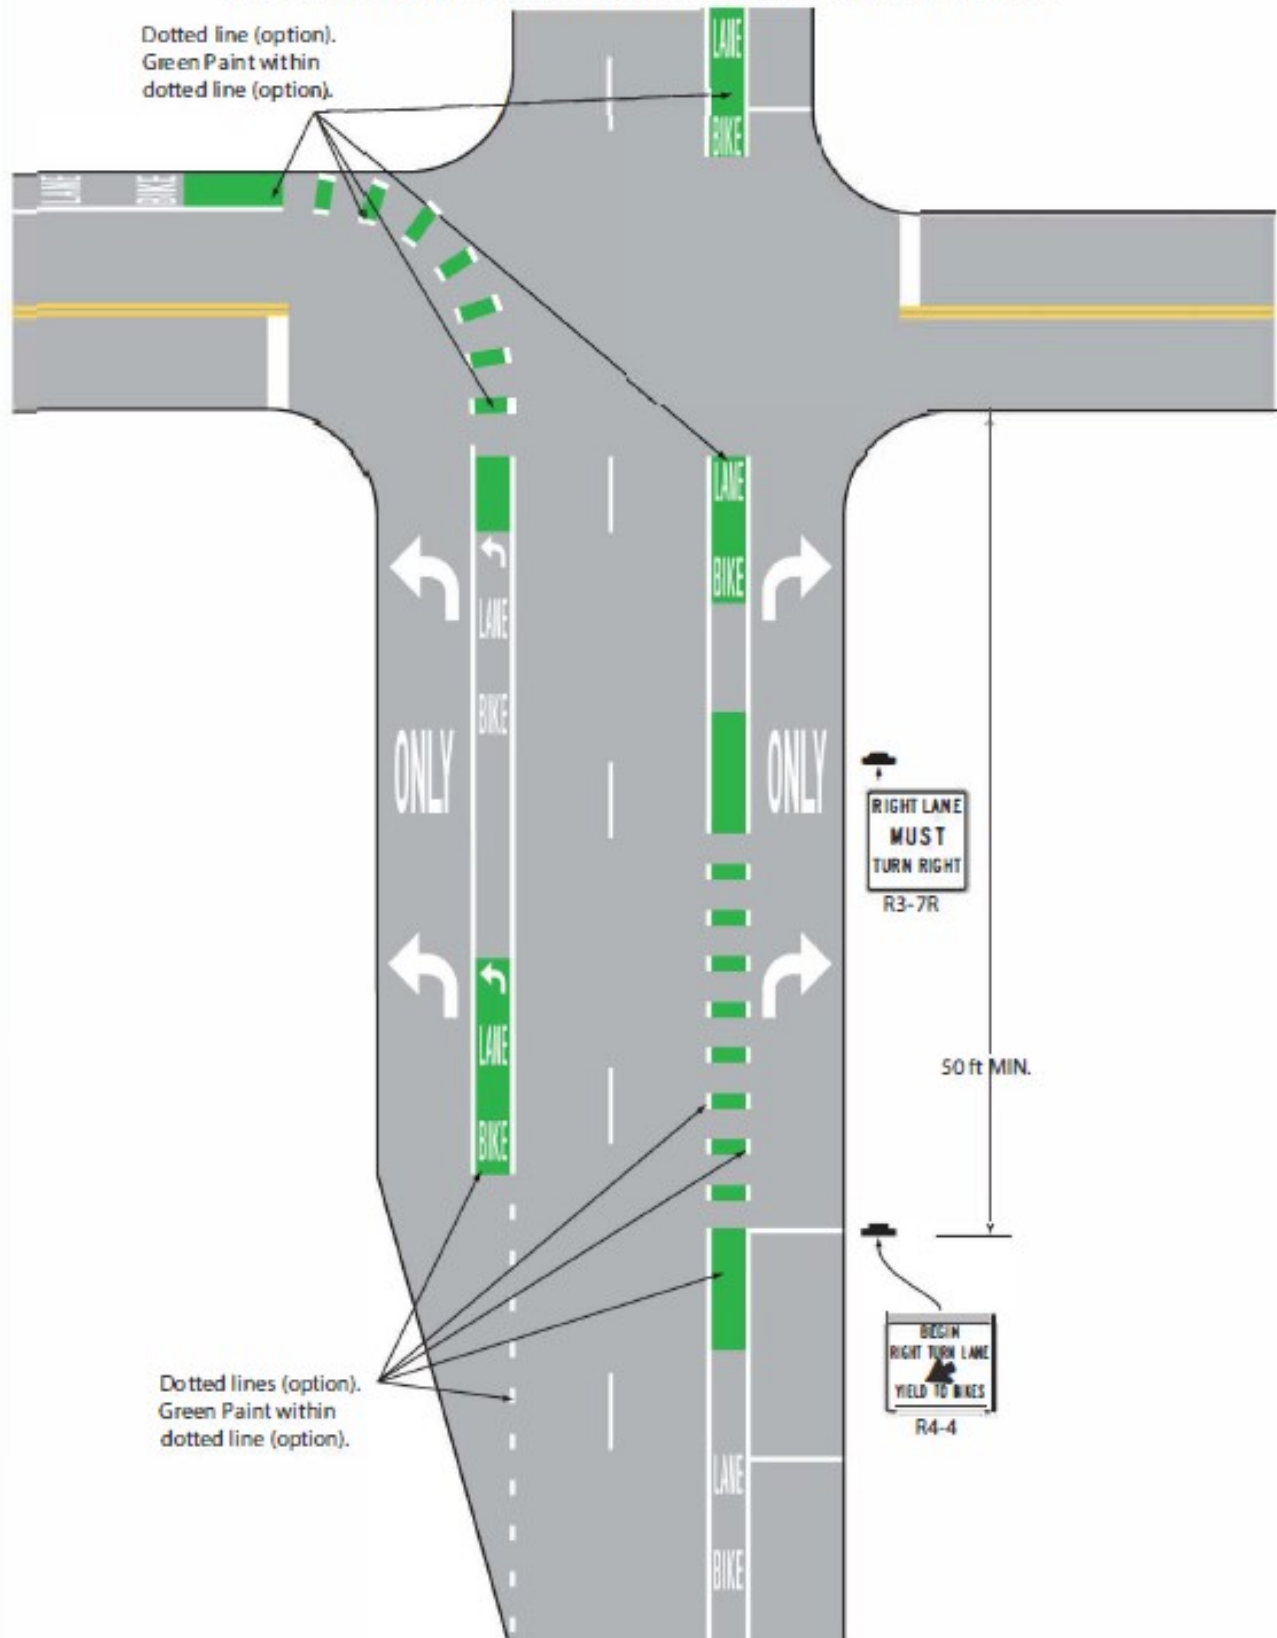 Dotted line (option).
Green Paint within
dotted line (option).
LANE
BIKE
LANE
BIKE
LANE
BIKE
LANE
BIKE
ONLY
ONLY
RIGHT LANE
MUST
TURN RIGHT
R3-7R
LANE
BIKE
50 ft MIN.
BEGIN
RIGHT TURN LANE
YIELD TO BIKES
R4-4
Dotted lines (option).
Green Paint within
dotted line (option).
LANE
BIKE